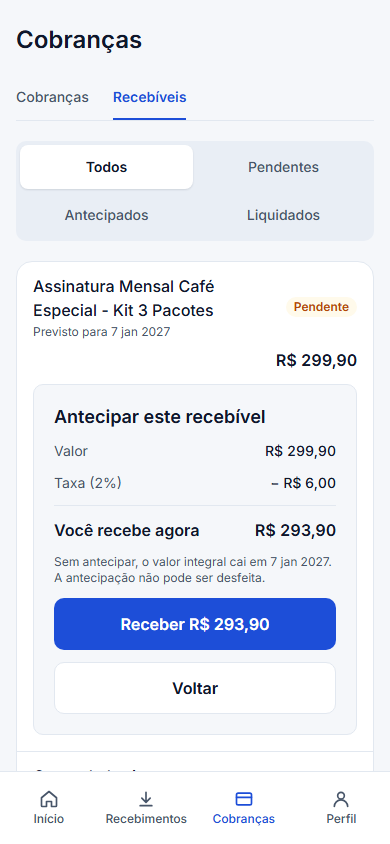 Cobranças
Cobranças
Recebíveis
Todos
Pendentes
Antecipados
Liquidados
Assinatura Mensal Café
Especial - Kit 3 Pacotes
Pendente
Previsto para 7 jan 2027
R$ 299,90
Antecipar este recebível
Valor
R$ 299,90
Taxa (2%)
− R$ 6,00
Você recebe agora
R$ 293,90
Sem antecipar, o valor integral cai em 7 jan 2027.
A antecipação não pode ser desfeita.
Receber R$ 293,90
Voltar
Início
Recebimentos
Cobranças
Perfil